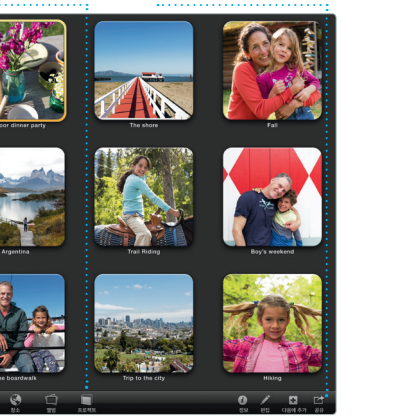 oor dinner party
The shore
Fall
Argentina
Trail Riding
Boy's weekend
e boardwalk
Trip to the city
Hiking
장소
앨범
프로젝트
정보
편집
다음에 추가
공유